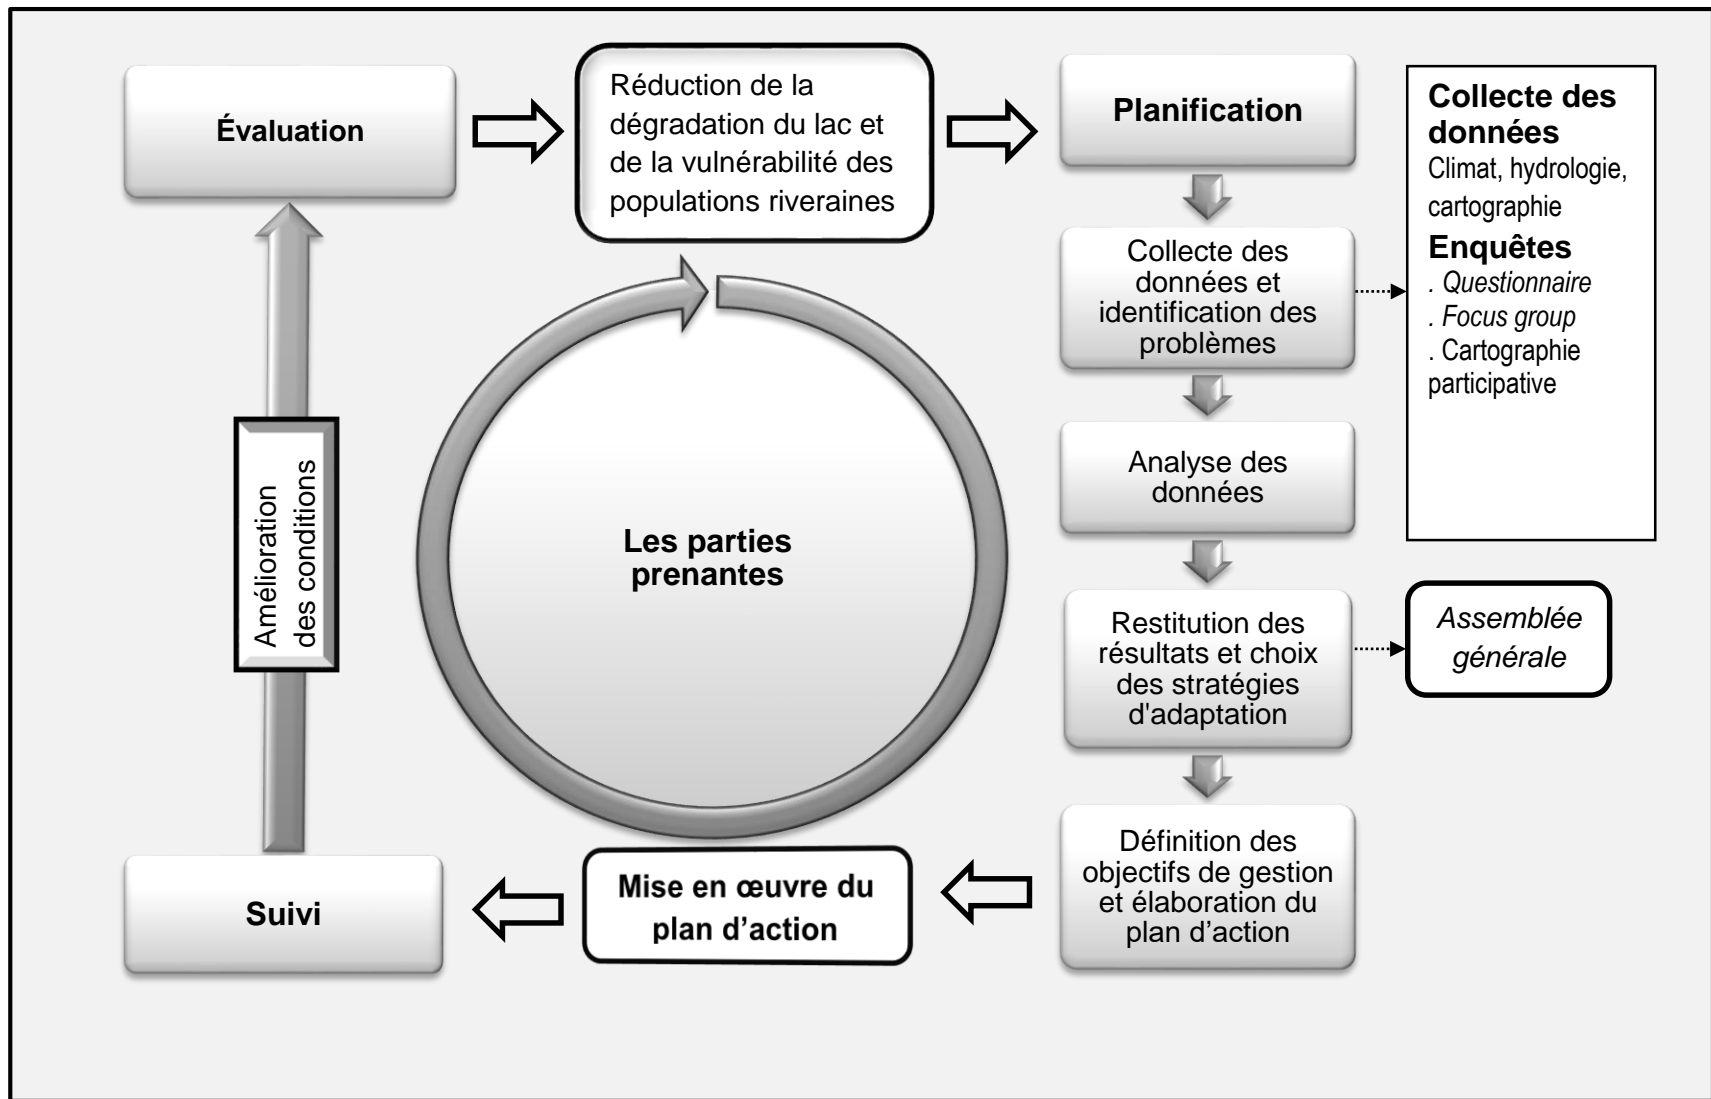 Évaluation
Réduction de la
dégradation du lac et
de la vulnérabilité des
populations riveraines
Planification
Collecte des
données
Climat, hydrologie,
cartographie
Enquêtes
. Questionnaire
. Focus group
. Cartographie
participative
Collecte des
données et
identification des
problèmes
Analyse des
données
Les parties
prenantes
Amélioration
des conditions
Restitution des
résultats et choix
des stratégies
d'adaptation
Assemblée
générale
Définition des
objectifs de gestion
et élaboration du
plan d’action
Mise en œuvre du
plan d’action
Suivi